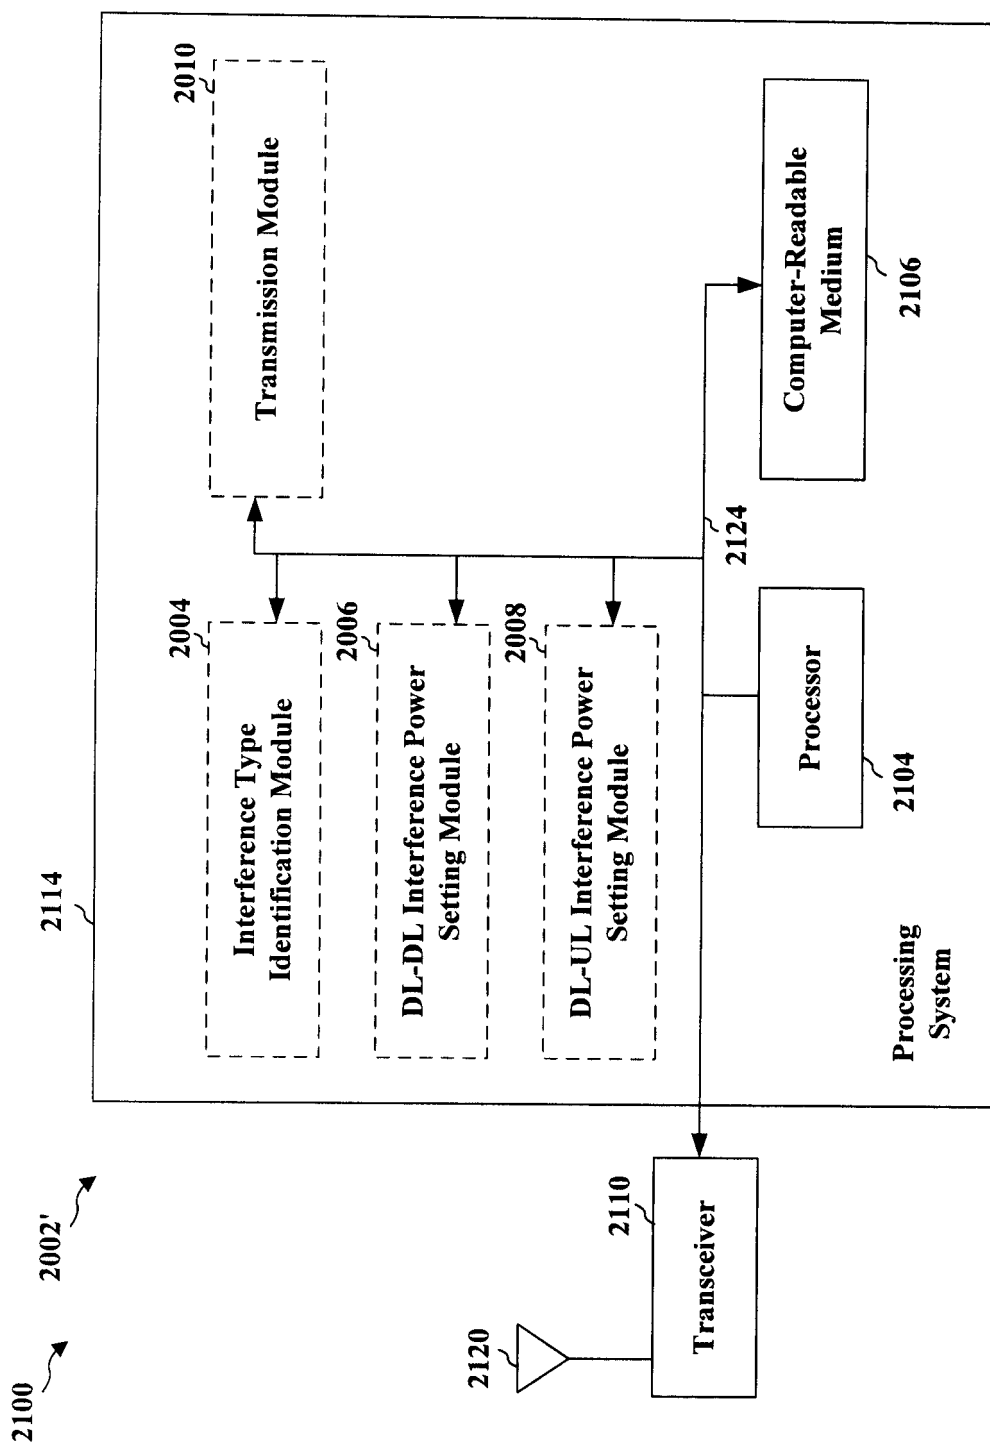 2100
2002'
2114
2004
Interference Type
Identification Module
2006
DL-DL Interference Power
Setting Module
2008
DL-UL Interference Power
Setting Module
2010
Transmission Module
2120
2110
Transceiver
Processing
System
Processor
2104
2124
Computer-Readable
Medium
2106